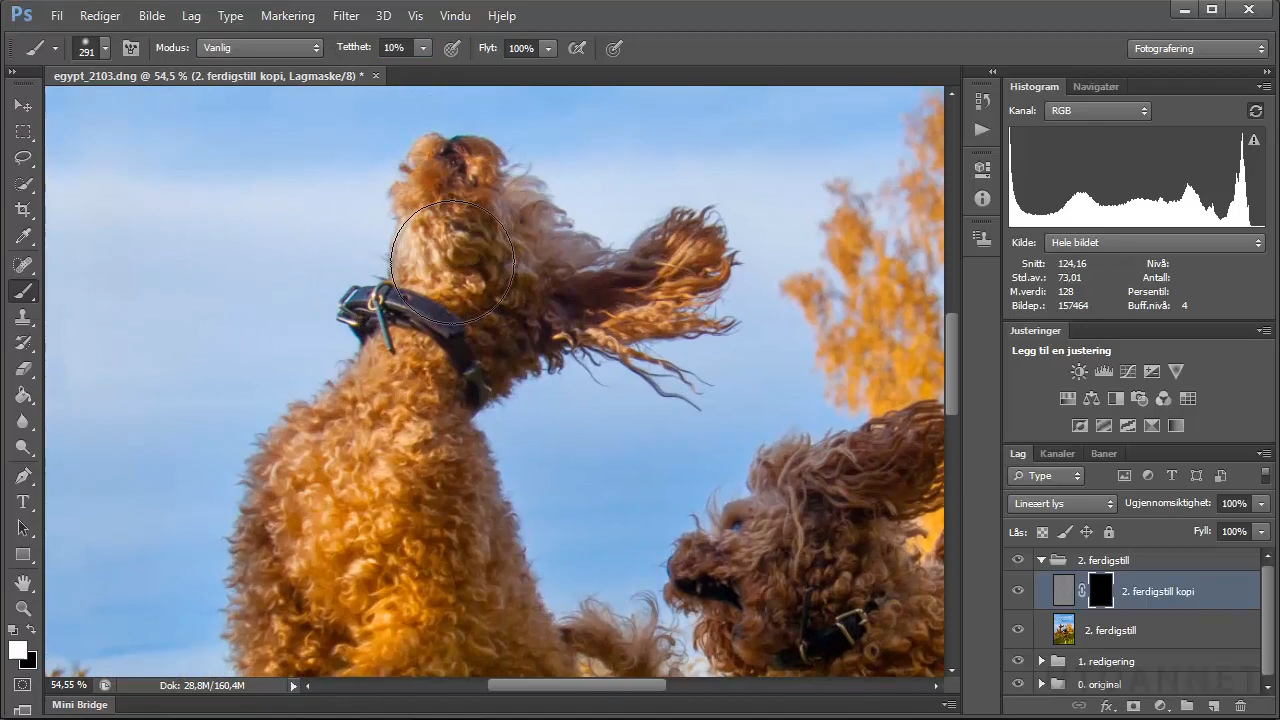 Ps Fil Rediger Bilde Lag Type Markering Filter 3D Vis Vindu Hjelp
291 Modus: Vanlig Tetthet: 10% Flyt: 100% Fotografering
egypt_2103.dng @ 54,5 % (2. ferdigstill kopi, Lagmaske/8) * ×
Histogram Navigatør
Kanal: RGB
Kilde: Hele bildet
Snitt: 124,16 Nivå:
Std.av.: 73,01 Antall:
M.verdi: 128 Persentil:
Bildep.: 157464 Buff.nivå: 4
Justeringer
Legg til en justering
Lag Kanaler Baner
Type
Lineært lys Ugjennomsiktighet: 100%
Lås: Fyll: 100%
2. ferdigstill
2. ferdigstill kopi
2. ferdigstill
1. redigering
0. original
54,55 % Dok: 28,8M/160,4M
Mini Bridge